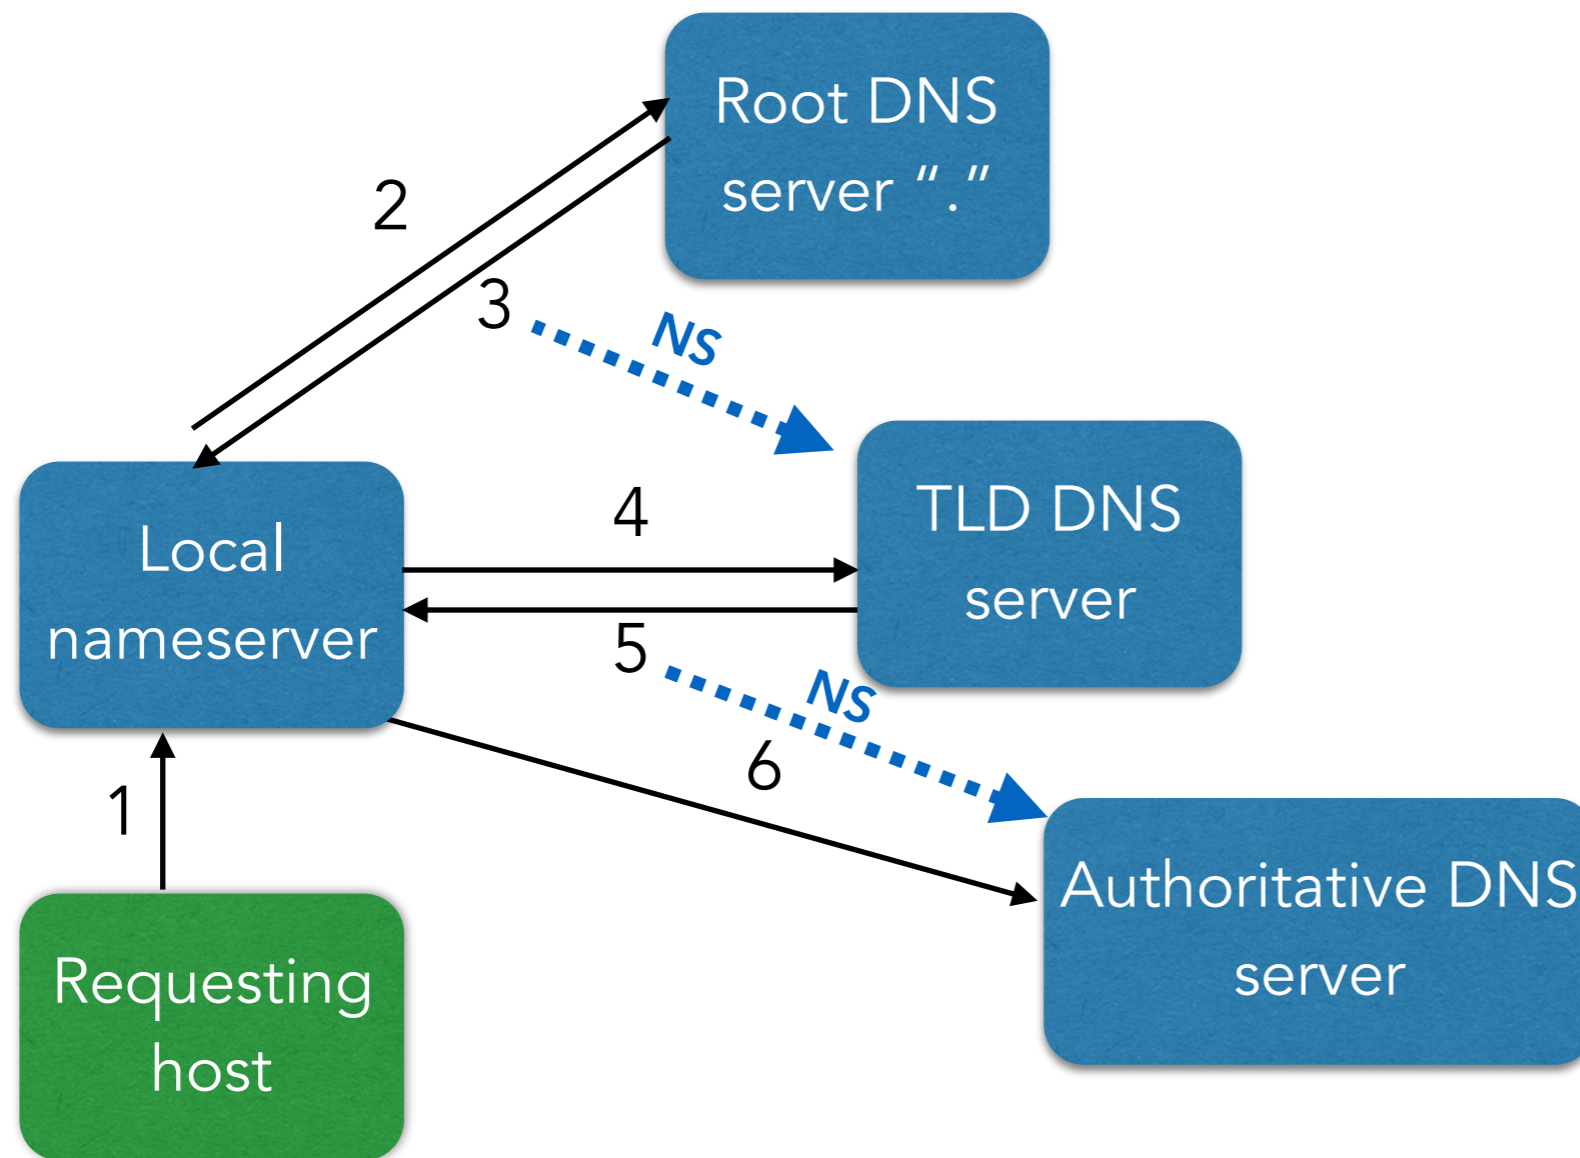 Root DNS
server “.”
2
3
NS
TLD DNS
server
4
Local
nameserver
5
NS
6
1
Authoritative DNS
server
Requesting
host